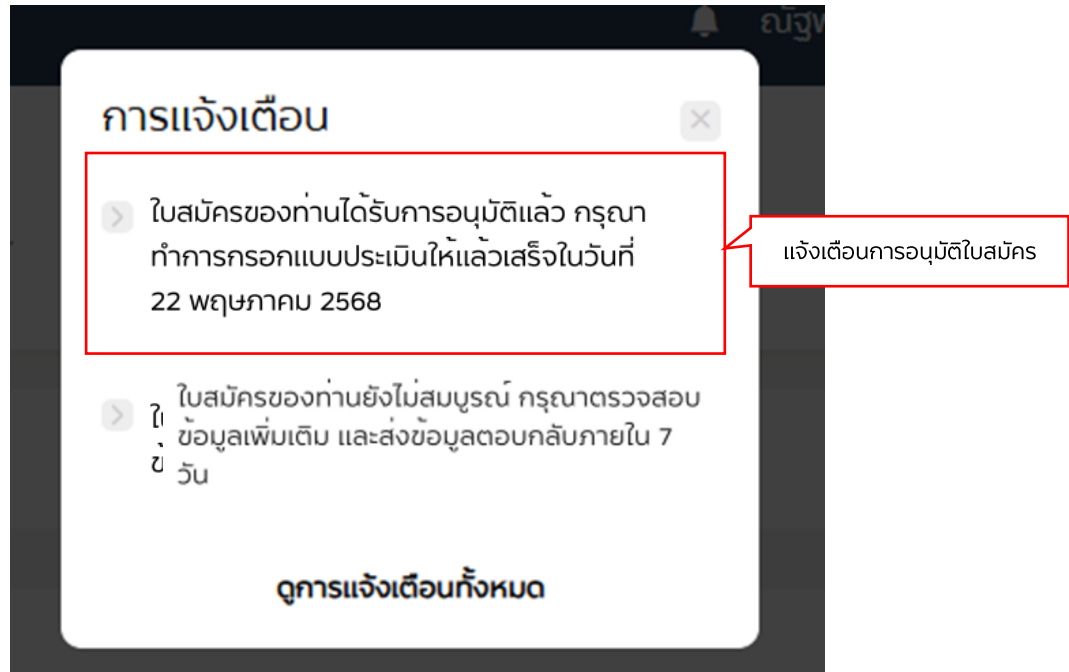 การแจ้งเตือน
ใบสมัครของท่านได้รับการอนุมัติแล้ว กรุณา
ทำการกรอกแบบประเมินให้แล้วเสร็จในวันที่
22 พฤษภาคม 2568
แจ้งเตือนการอนุมัติใบสมัคร
ใบสมัครของท่านยังไม่สมบูรณ์ กรุณาตรวจสอบ
ข้อมูลเพิ่มเติม และส่งข้อมูลตอบกลับภายใน 7
วัน
ดูการแจ้งเตือนทั้งหมด